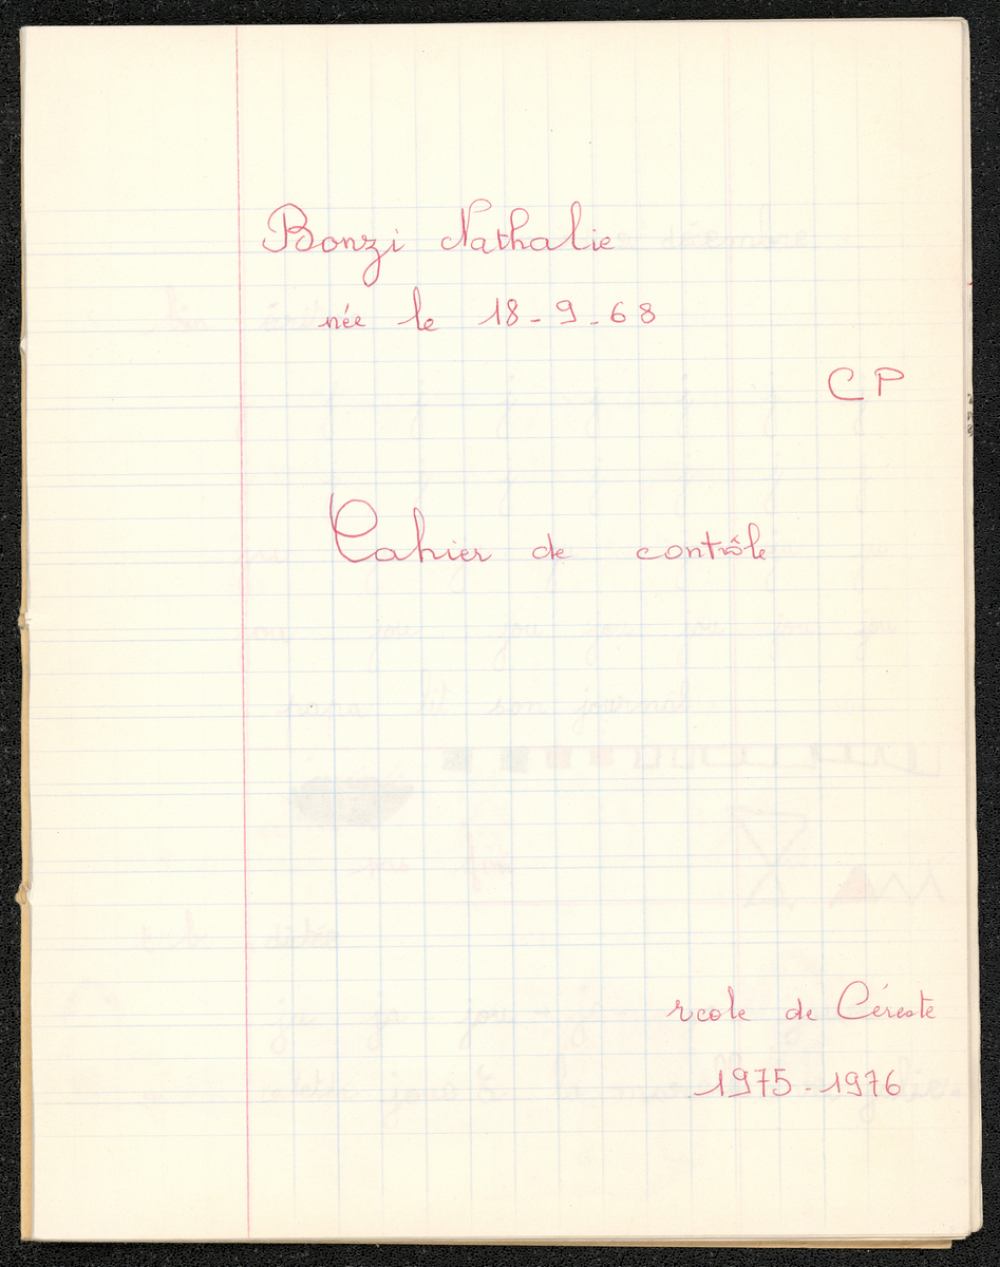 Bonzi Nathalie
née le 18-9-68
CP
Cahier de contrôle
école de Céreste
1975-1976